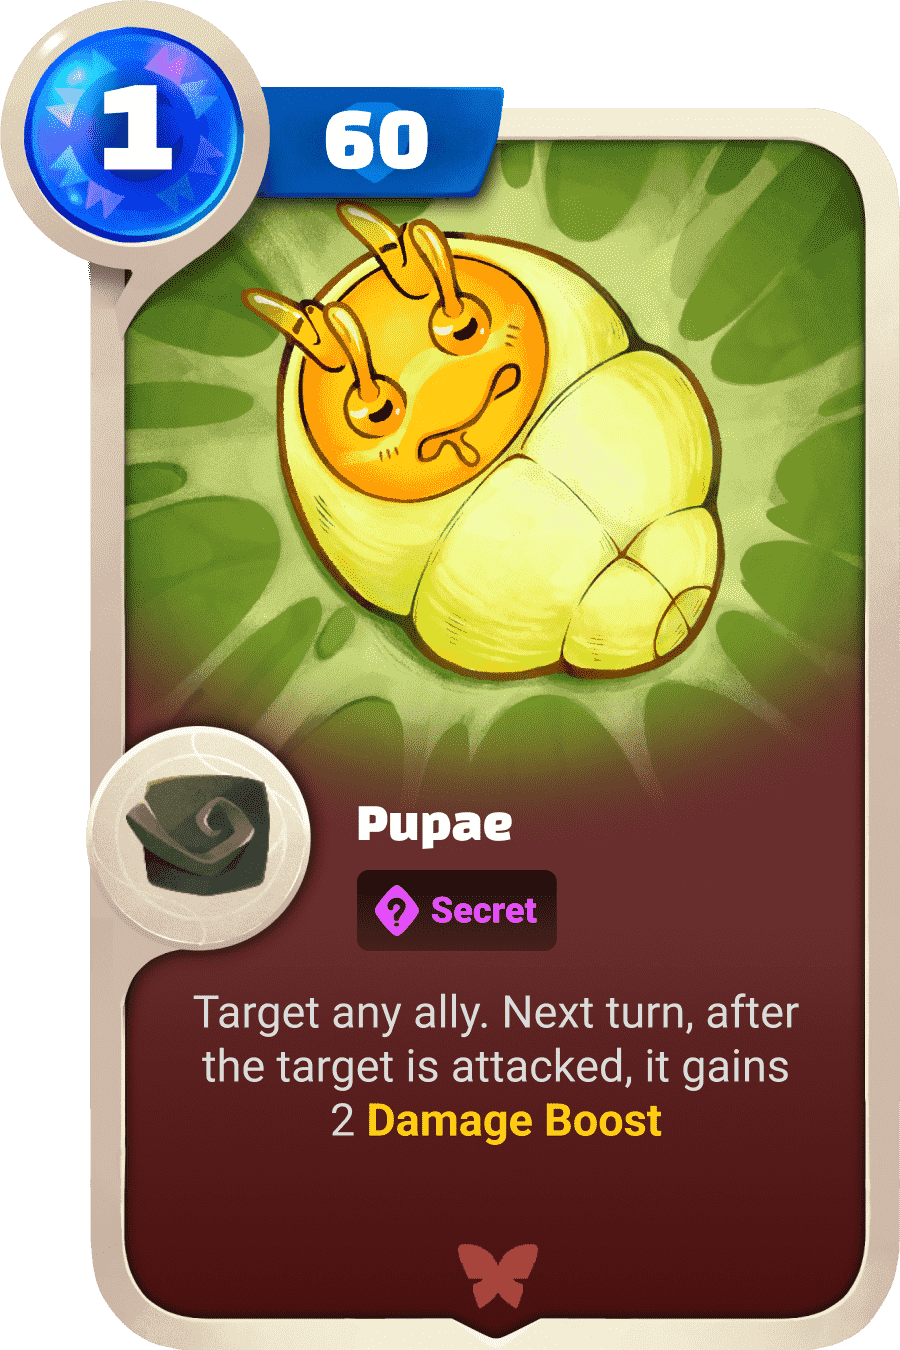 1
60
Pupae
? Secret
Target any ally. Next turn, after
the target is attacked, it gains
2 Damage Boost